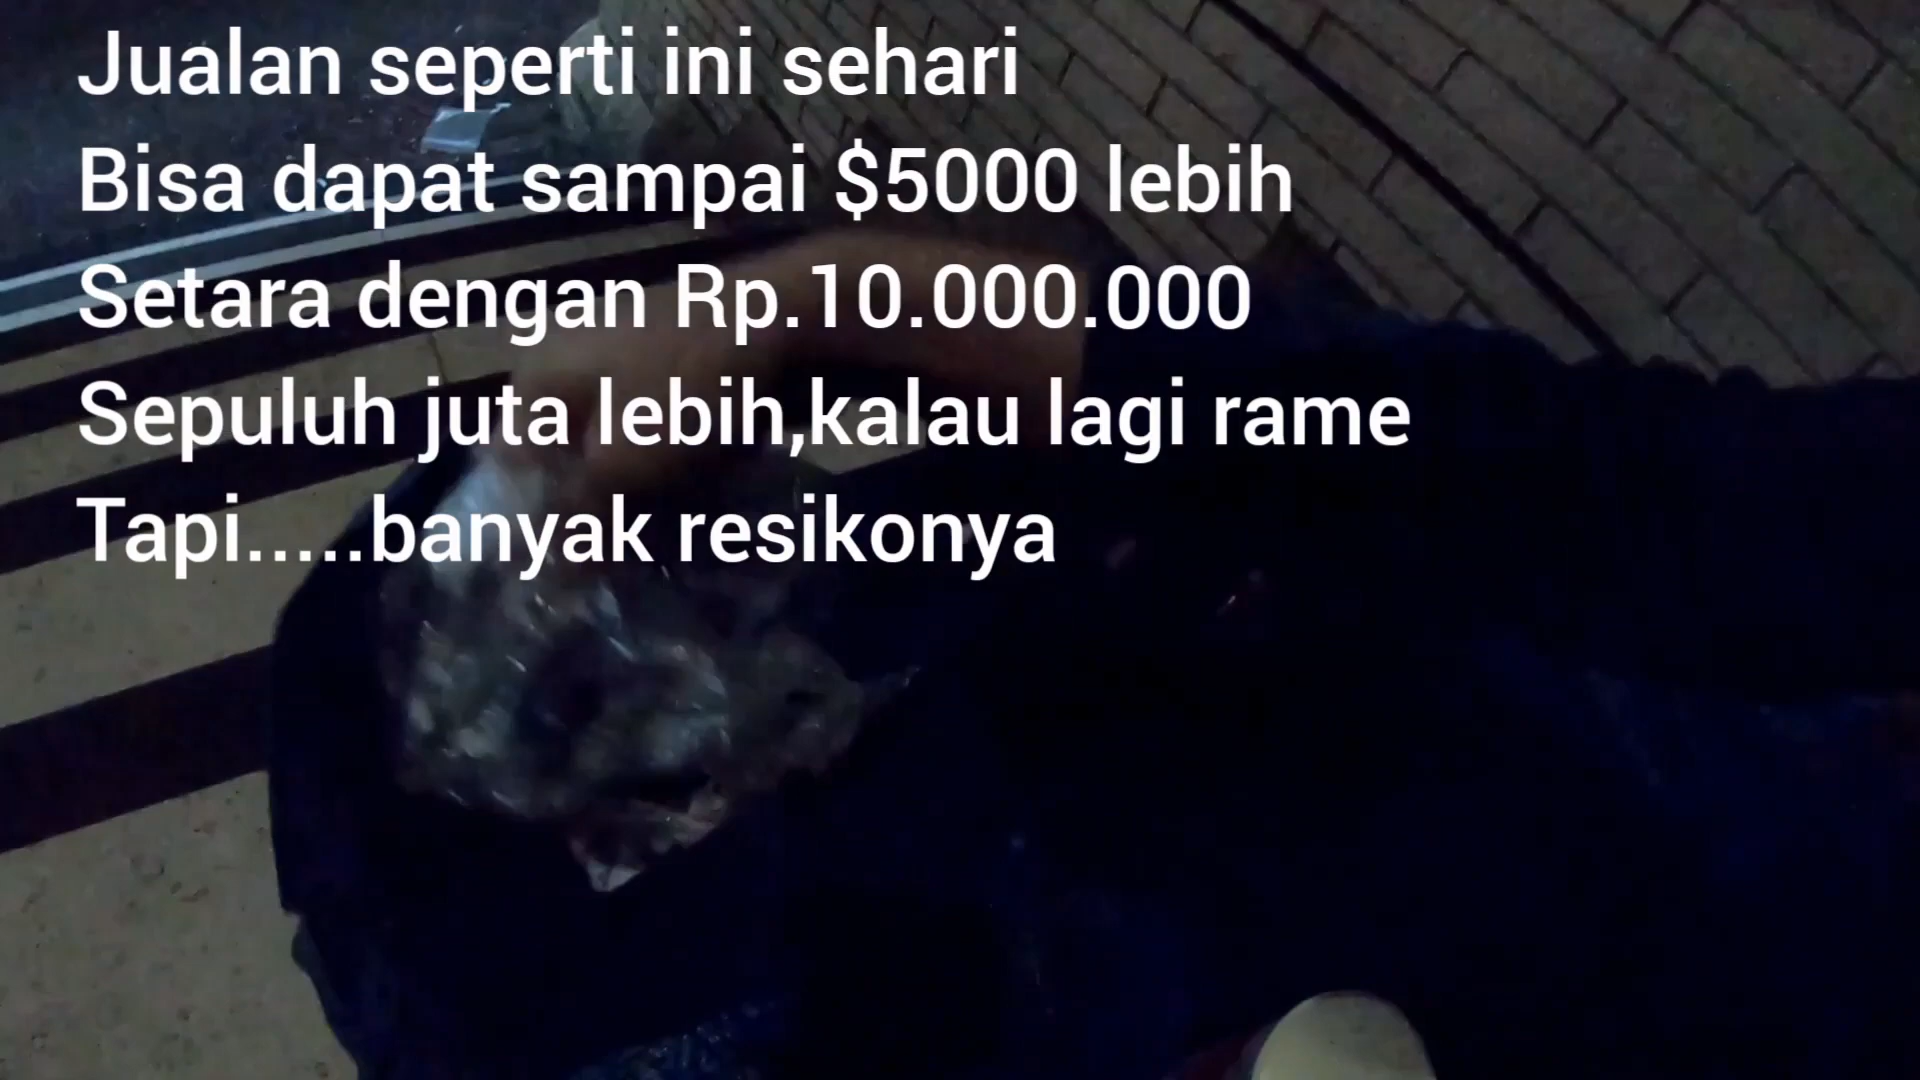 Jualan seperti ini sehari
Bisa dapat sampai $5000 lebih
Setara dengan Rp.10.000.000
Sepuluh juta lebih,kalau lagi rame
Tapi.....banyak resikonya